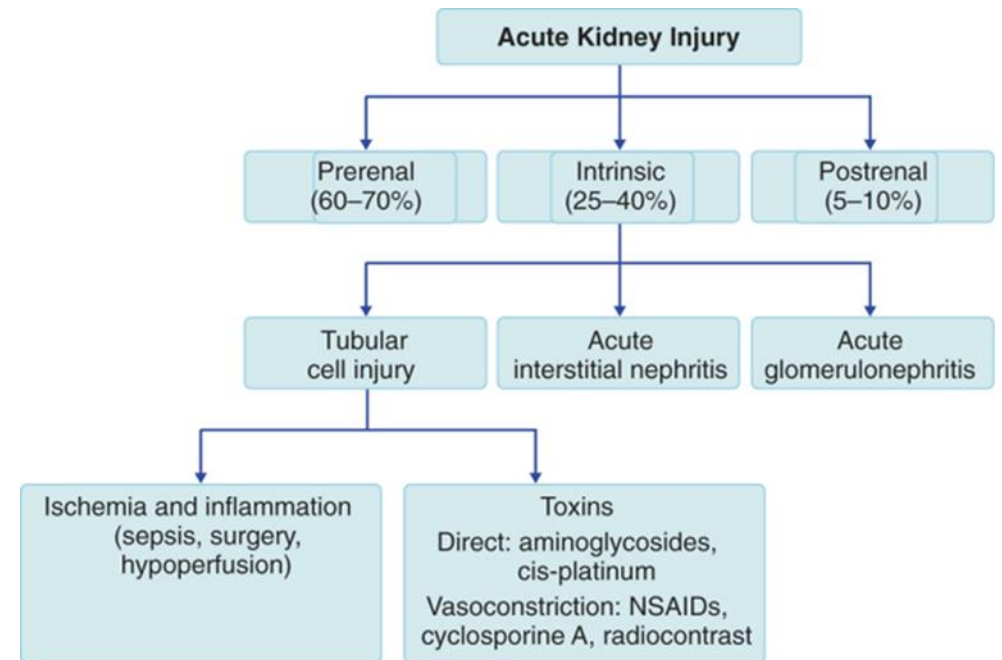 Acute Kidney Injury
Prerenal
(60–70%)
Intrinsic
(25–40%)
Postrenal
(5–10%)
Tubular
cell injury
Acute
interstitial nephritis
Acute
glomerulonephritis
Ischemia and inflammation
(sepsis, surgery,
hypoperfusion)
Toxins
Direct: aminoglycosides,
cis-platinum
Vasoconstriction: NSAIDs,
cyclosporine A, radiocontrast